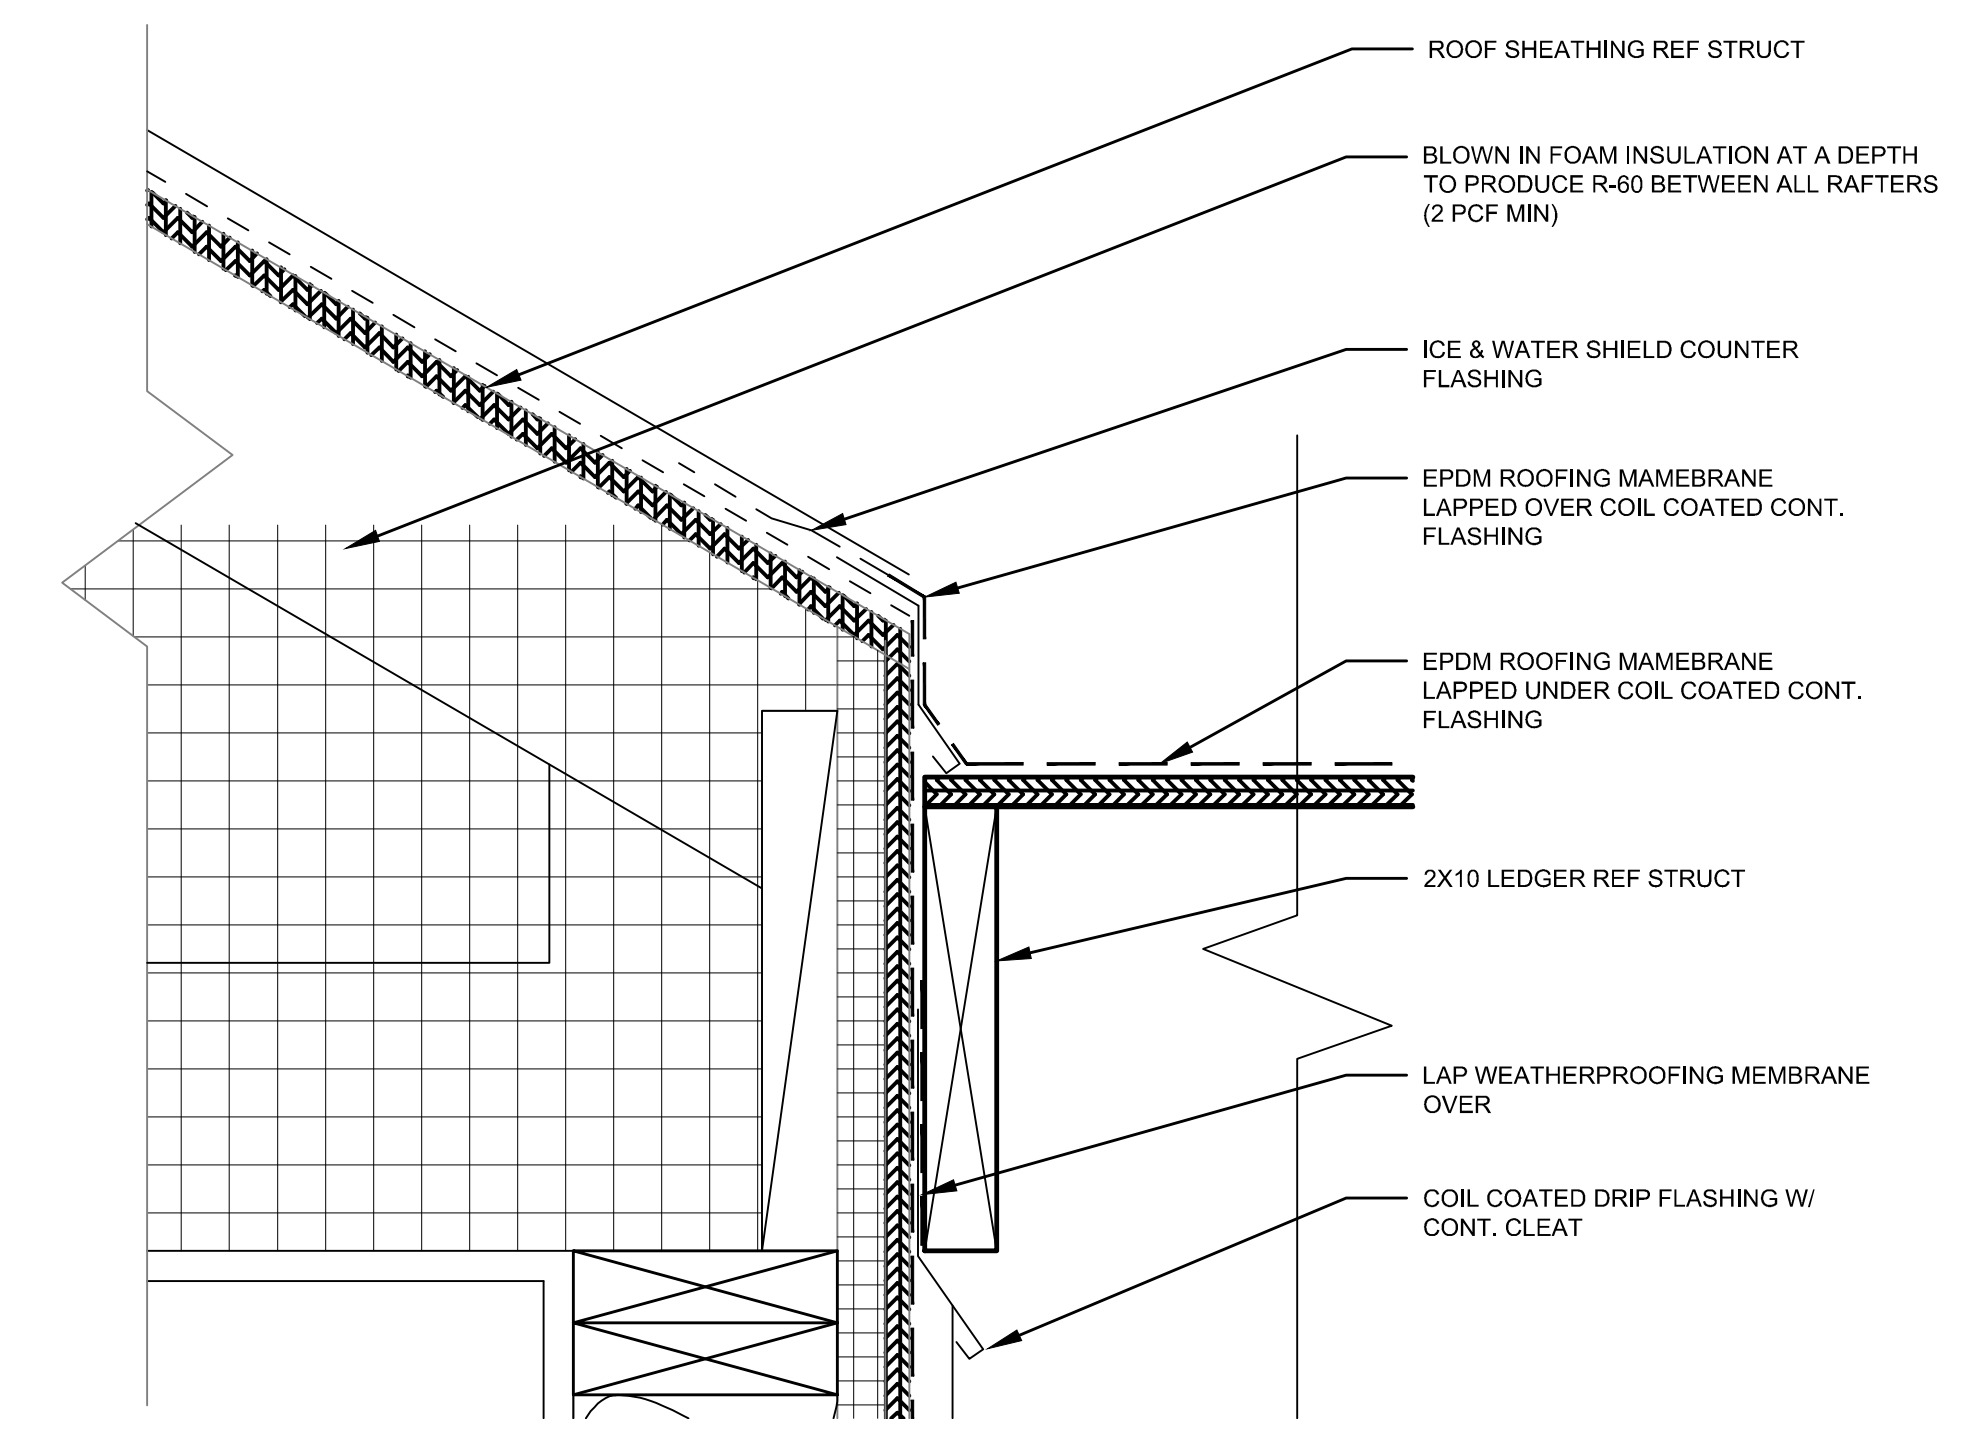 ROOF SHEATHING REF STRUCT
BLOWN IN FOAM INSULATION AT A DEPTH
TO PRODUCE R-60 BETWEEN ALL RAFTERS
(2 PCF MIN)
ICE & WATER SHIELD COUNTER
FLASHING
EPDM ROOFING MAMEBRANE
LAPPED OVER COIL COATED CONT.
FLASHING
EPDM ROOFING MAMEBRANE
LAPPED UNDER COIL COATED CONT.
FLASHING
2X10 LEDGER REF STRUCT
LAP WEATHERPROOFING MEMBRANE
OVER
COIL COATED DRIP FLASHING W/
CONT. CLEAT